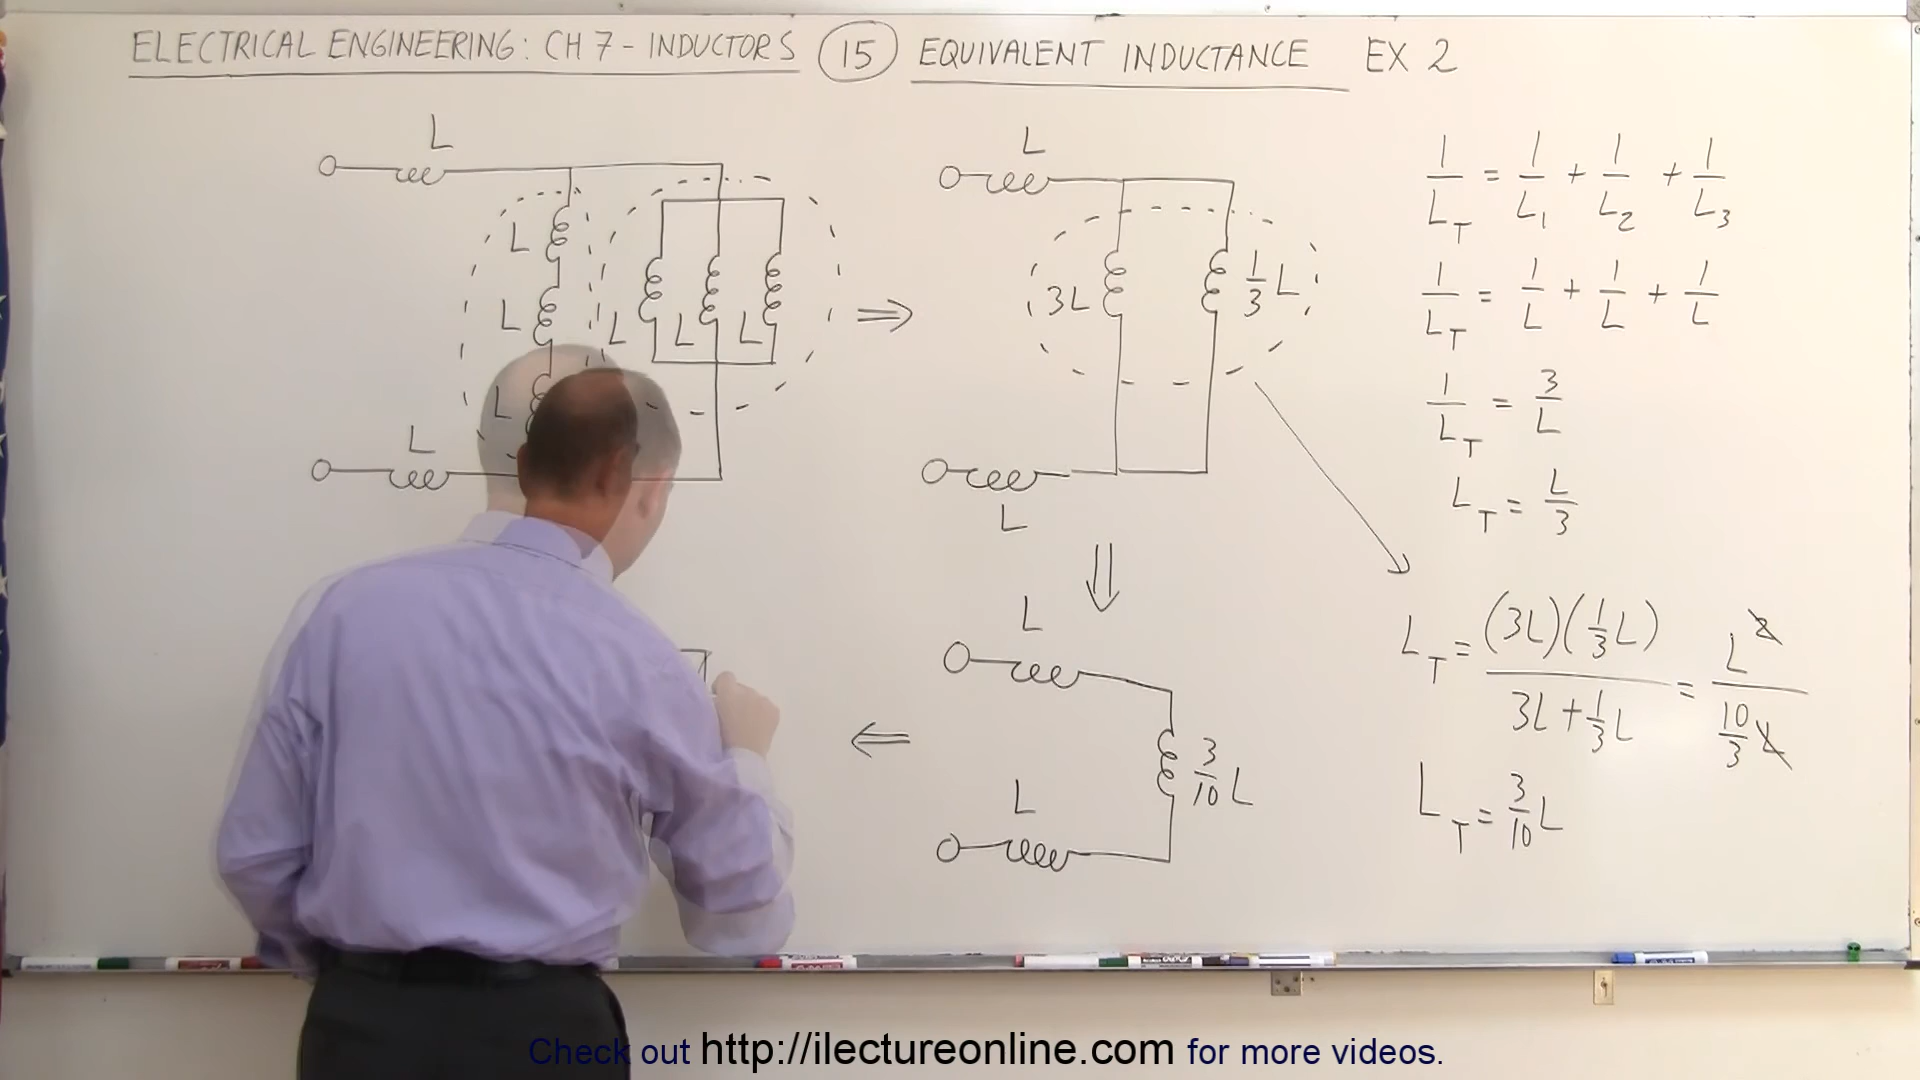 ELECTRICAL ENGINEERING: CH 7 - INDUCTORS 15 EQUIVALENT INDUCTANCE EX 2
L
L
L
L
L L L
L
⇒
L
3L 1/3 L
L
⇓
L
3/10 L
L
⇐
1/L_T = 1/L_1 + 1/L_2 + 1/L_3
1/L_T = 1/L + 1/L + 1/L
1/L_T = 3/L
L_T = L/3
L_T = (3L)(1/3 L) / 3L + 1/3 L = L^2 / 10/3 L
L_T = 3/10 L
Check out http://ilectureonline.com for more videos.